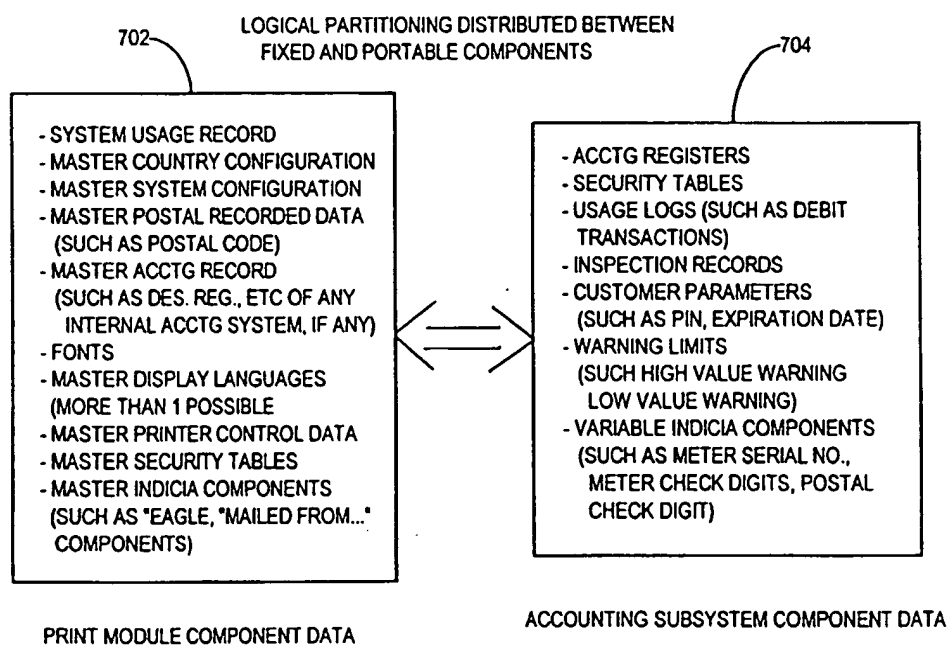 LOGICAL PARTITIONING DISTRIBUTED BETWEEN
FIXED AND PORTABLE COMPONENTS
702
704
- SYSTEM USAGE RECORD
- MASTER COUNTRY CONFIGURATION
- MASTER SYSTEM CONFIGURATION
- MASTER POSTAL RECORDED DATA
(SUCH AS POSTAL CODE)
- MASTER ACCTG RECORD
(SUCH AS DES. REG., ETC OF ANY
INTERNAL ACCTG SYSTEM, IF ANY)
- FONTS
- MASTER DISPLAY LANGUAGES
(MORE THAN 1 POSSIBLE
- MASTER PRINTER CONTROL DATA
- MASTER SECURITY TABLES
- MASTER INDICIA COMPONENTS
(SUCH AS "EAGLE, "MAILED FROM..."
COMPONENTS)
PRINT MODULE COMPONENT DATA
- ACCTG REGISTERS
- SECURITY TABLES
- USAGE LOGS (SUCH AS DEBIT
TRANSACTIONS)
- INSPECTION RECORDS
- CUSTOMER PARAMETERS
(SUCH AS PIN, EXPIRATION DATE)
- WARNING LIMITS
(SUCH HIGH VALUE WARNING
LOW VALUE WARNING)
- VARIABLE INDICIA COMPONENTS
(SUCH AS METER SERIAL NO.,
METER CHECK DIGITS, POSTAL
CHECK DIGIT)
ACCOUNTING SUBSYSTEM COMPONENT DATA